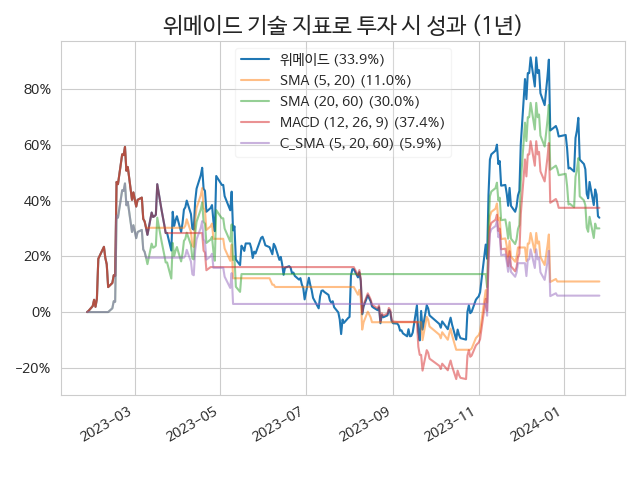 위메이드 기술 지표로 투자 시 성과 (1년)
위메이드 (33.9%)
SMA (5, 20) (11.0%)
SMA (20, 60) (30.0%)
MACD (12, 26, 9) (37.4%)
C_SMA (5, 20, 60) (5.9%)
80%
60%
40%
20%
0%
−20%
2023−03
2023−05
2023−07
2023−09
2023−11
2024−01